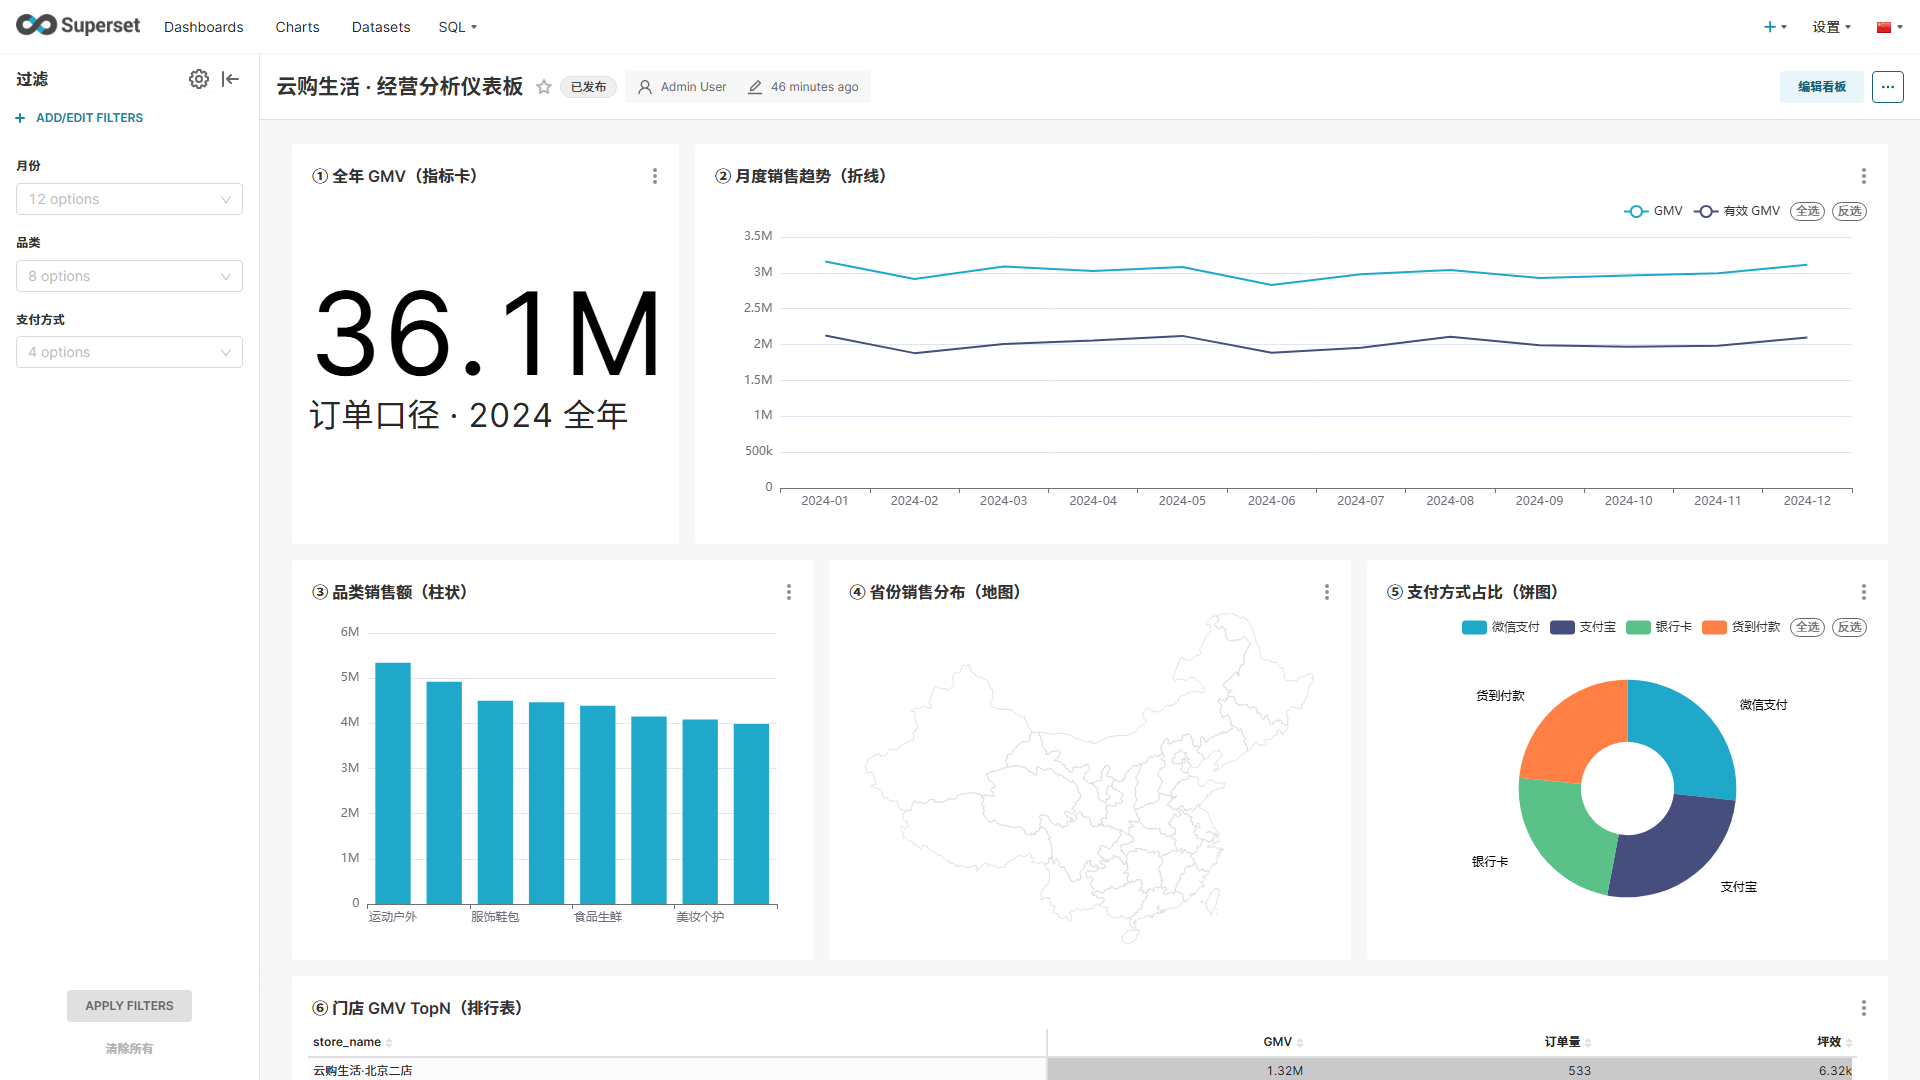 Superset
Dashboards
Charts
Datasets
SQL
设置
过滤
ADD/EDIT FILTERS
月份
12 options
品类
8 options
支付方式
4 options
APPLY FILTERS
清除所有
云购生活 · 经营分析仪表板
已发布
Admin User
46 minutes ago
编辑看板
① 全年 GMV（指标卡）
36.1M
订单口径 · 2024 全年
② 月度销售趋势（折线）
GMV
有效 GMV
全选
反选
3.5M
3M
2.5M
2M
1.5M
1M
500k
0
2024-01
2024-02
2024-03
2024-04
2024-05
2024-06
2024-07
2024-08
2024-09
2024-10
2024-11
2024-12
③ 品类销售额（柱状）
6M
5M
4M
3M
2M
1M
0
运动户外
服饰鞋包
食品生鲜
美妆个护
④ 省份销售分布（地图）
⑤ 支付方式占比（饼图）
微信支付
支付宝
银行卡
货到付款
全选
反选
货到付款
微信支付
银行卡
支付宝
⑥ 门店 GMV TopN（排行表）
store_name
GMV
订单量
坪效
云购生活·北京二店
1.32M
533
6.32k